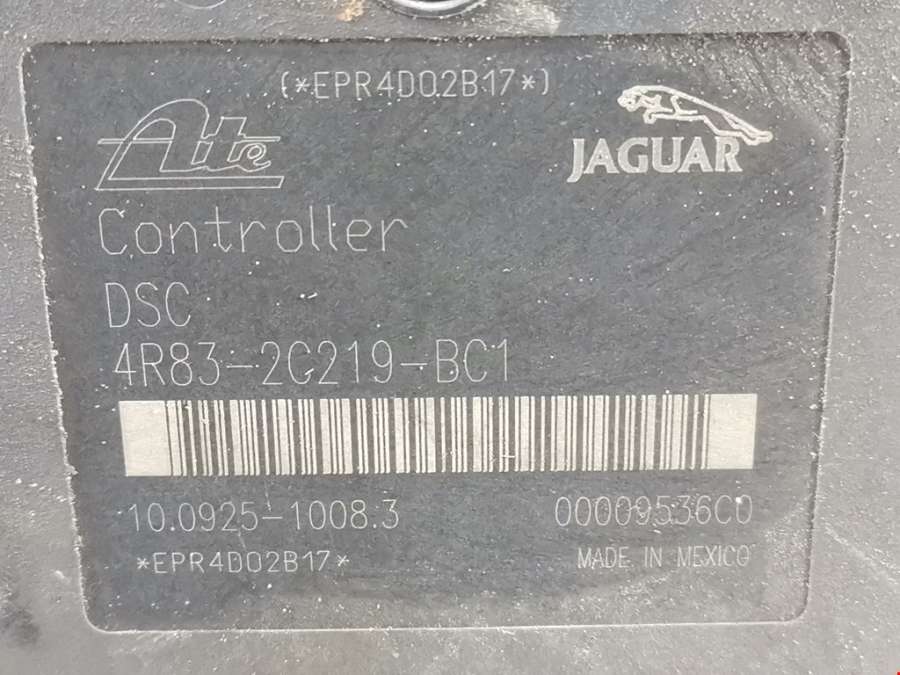 (*EPR4D02B17*)
Ate
JAGUAR
Controller
DSC
4R83-2C219-BC1
10.0925-1008.3
00009536C0
*EPR4D02B17*
MADE IN MEXICO